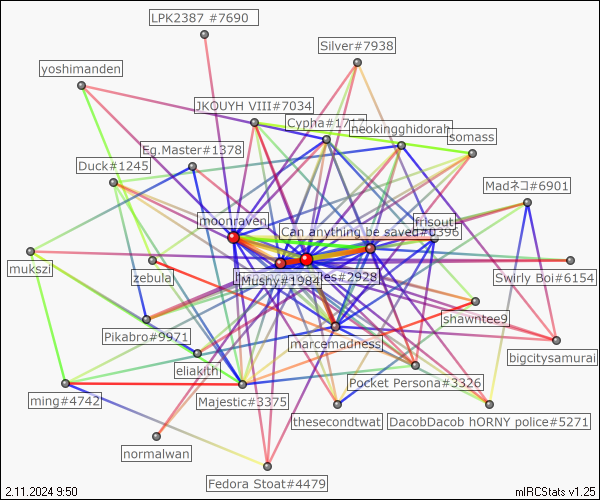 LPK2387 #7690
Silver#7938
yoshimanden
JKOUYH VIII#7034
Cypha#1717
neokingghidorah
somass
Eg.Master#1378
Duck#1245
Madネコ#6901
moonraven
frlsout
Can anything be saved#0396
mukszi
zebula
Mushy#1984
tes#2928
Swirly Boi#6154
shawntee9
Pikabro#9971
marcemadness
bigcitysamurai
eliakith
Pocket Persona#3326
ming#4742
Majestic#3375
thesecondtwat
DacobDacob hORNY police#5271
normalwan
Fedora Stoat#4479
2.11.2024 9:50
mIRCStats v1.25